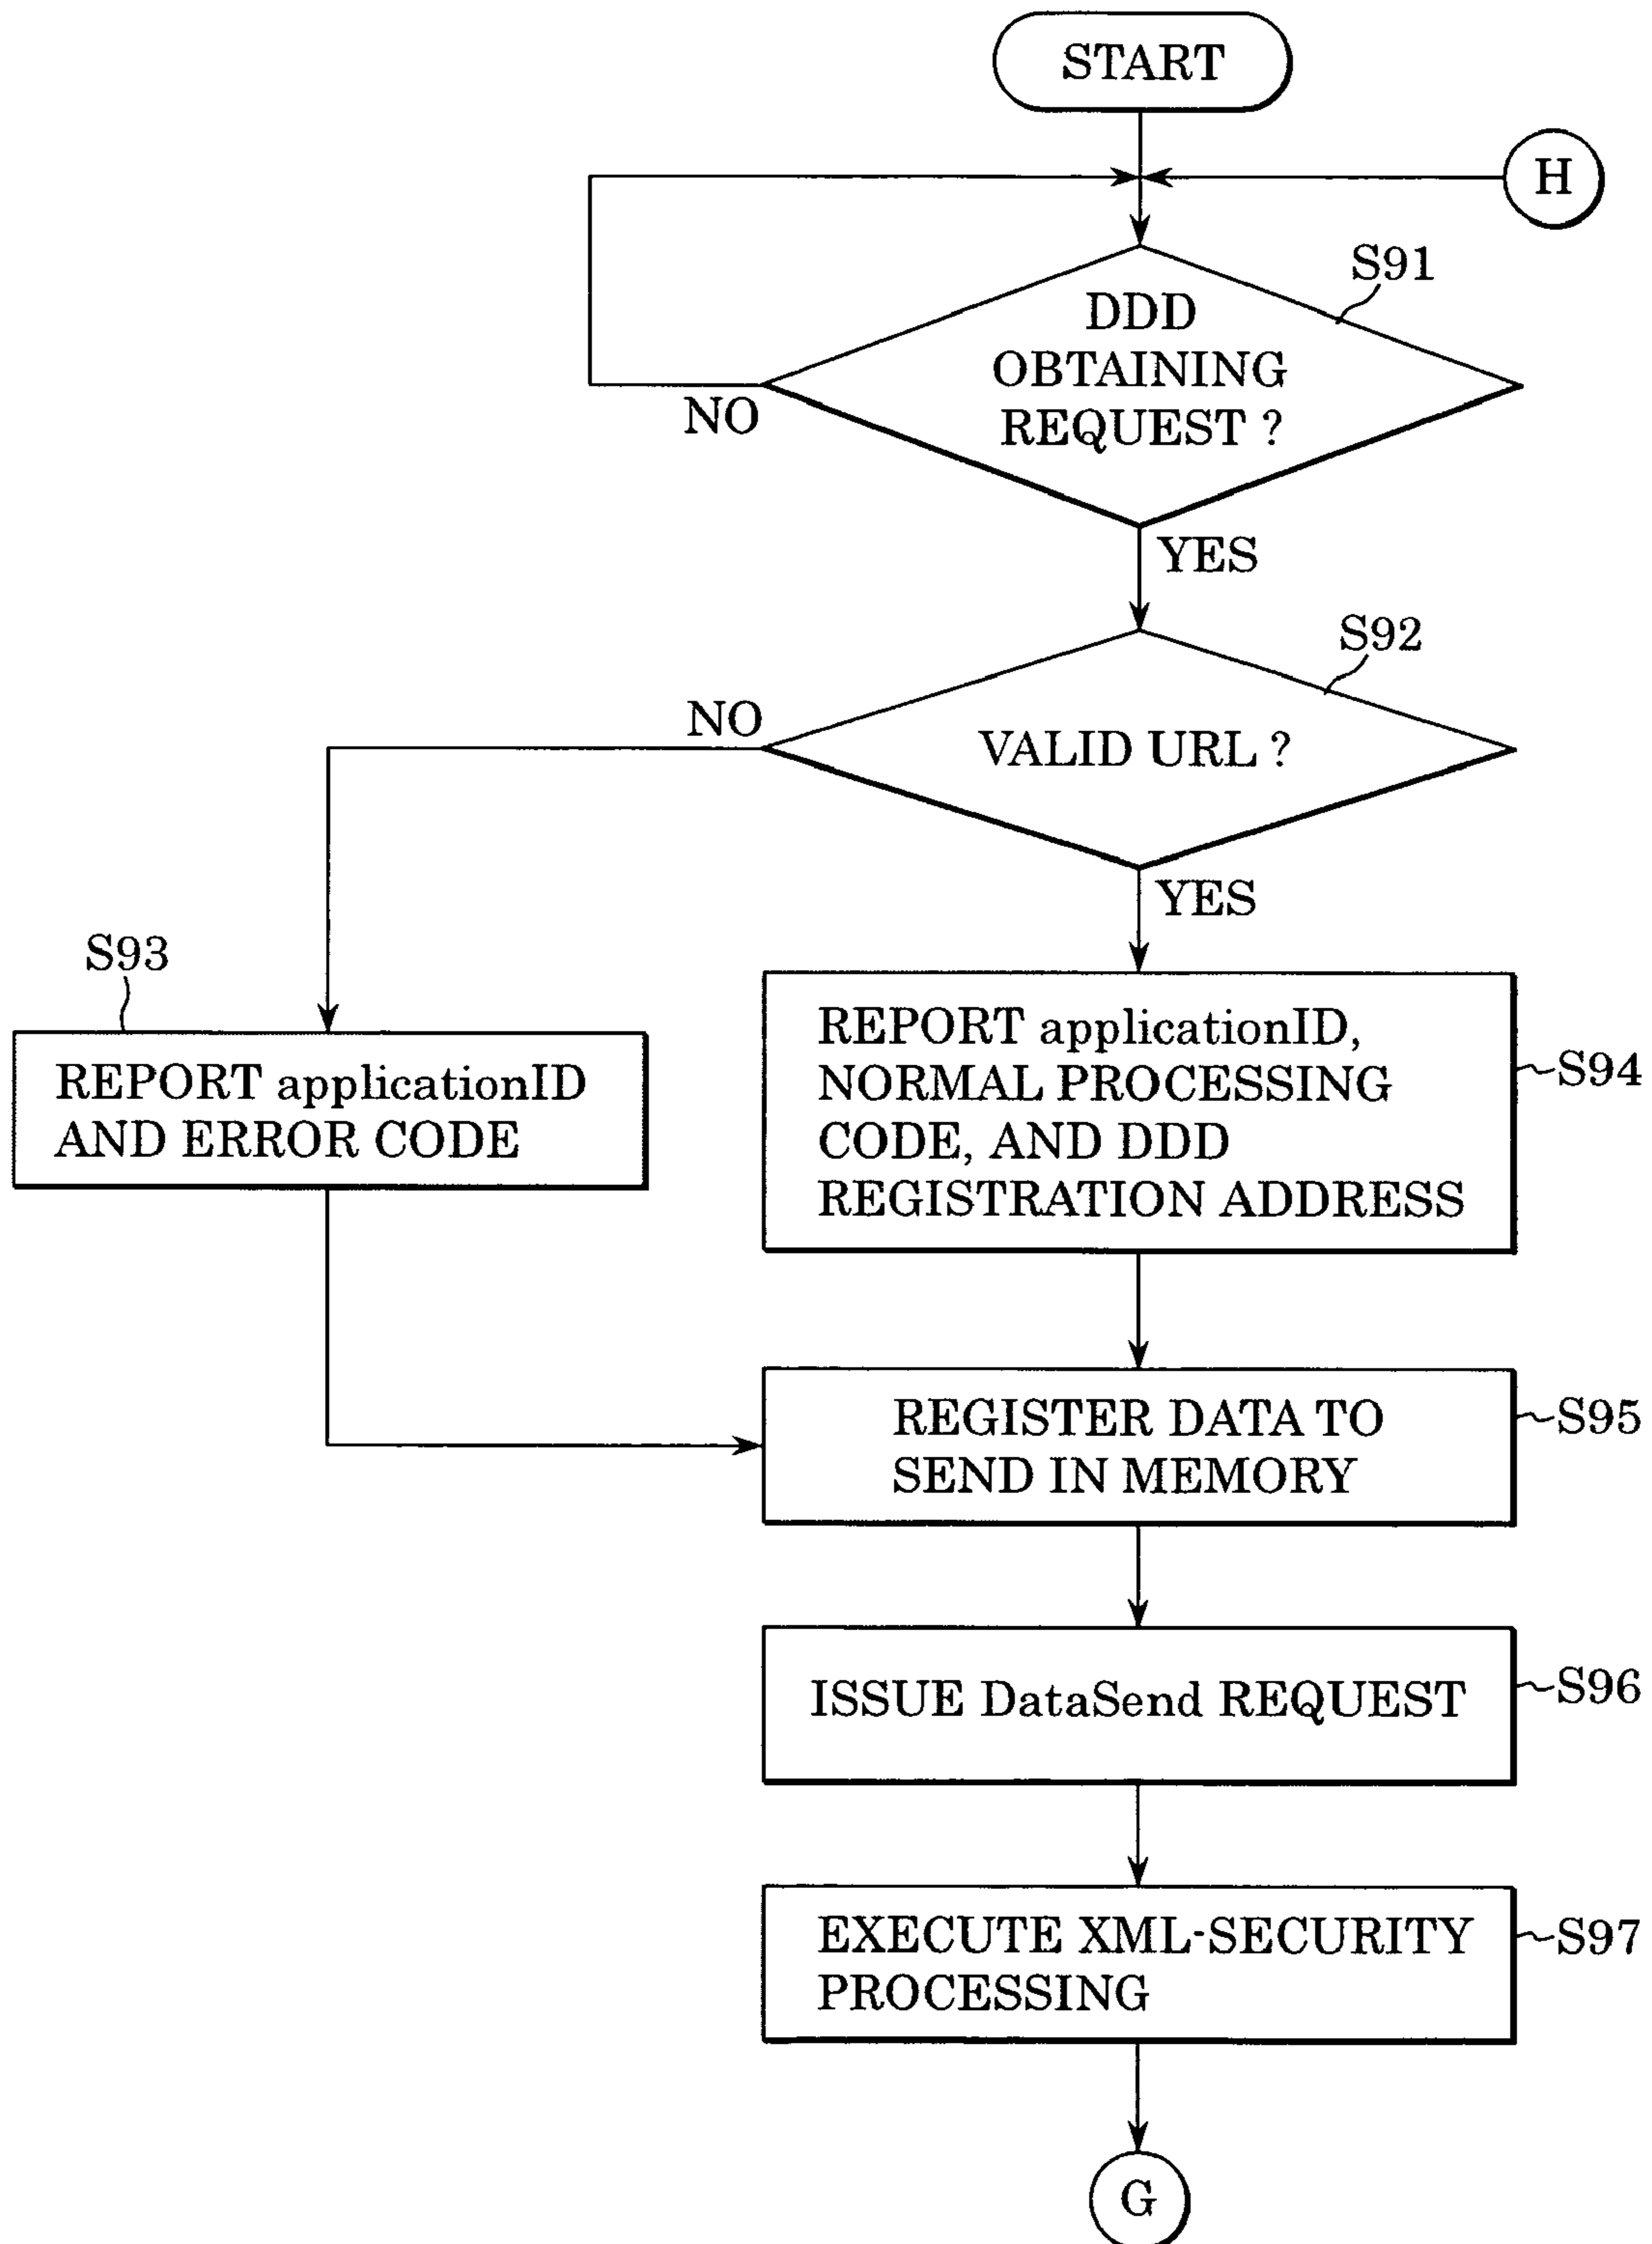 START
H
S91
DDD
OBTAINING
REQUEST ?
NO
YES
S92
NO
VALID URL ?
YES
S93
REPORT applicationID
AND ERROR CODE
REPORT applicationID,
NORMAL PROCESSING
CODE, AND DDD
REGISTRATION ADDRESS
S94
REGISTER DATA TO
SEND IN MEMORY
S95
ISSUE DataSend REQUEST
S96
EXECUTE XML-SECURITY
PROCESSING
S97
G